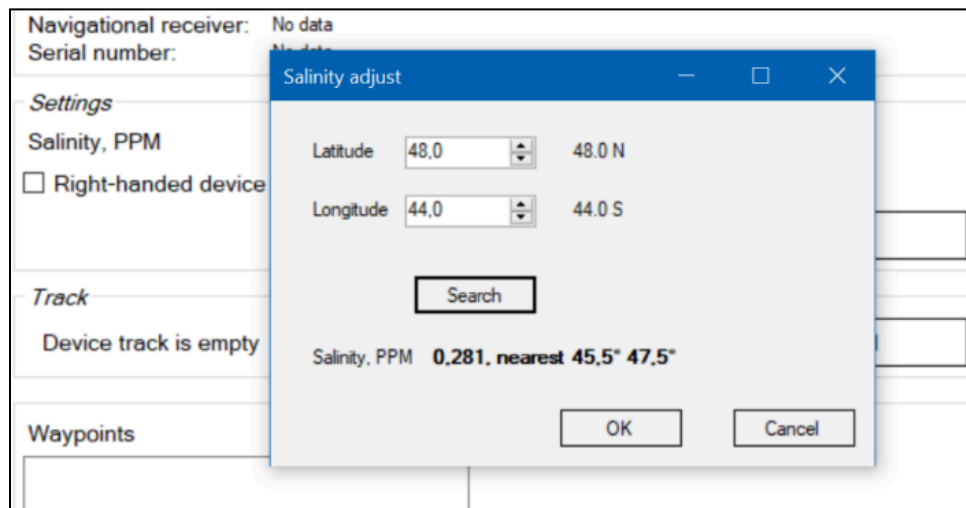 Navigational receiver: No data
Serial number:
Salinity adjust
Settings
Salinity, PPM
Right-handed device
Latitude 48,0 48.0 N
Longitude 44,0 44.0 S
Search
Track
Device track is empty
Salinity, PPM 0,281, nearest 45,5° 47,5°
OK Cancel
Waypoints